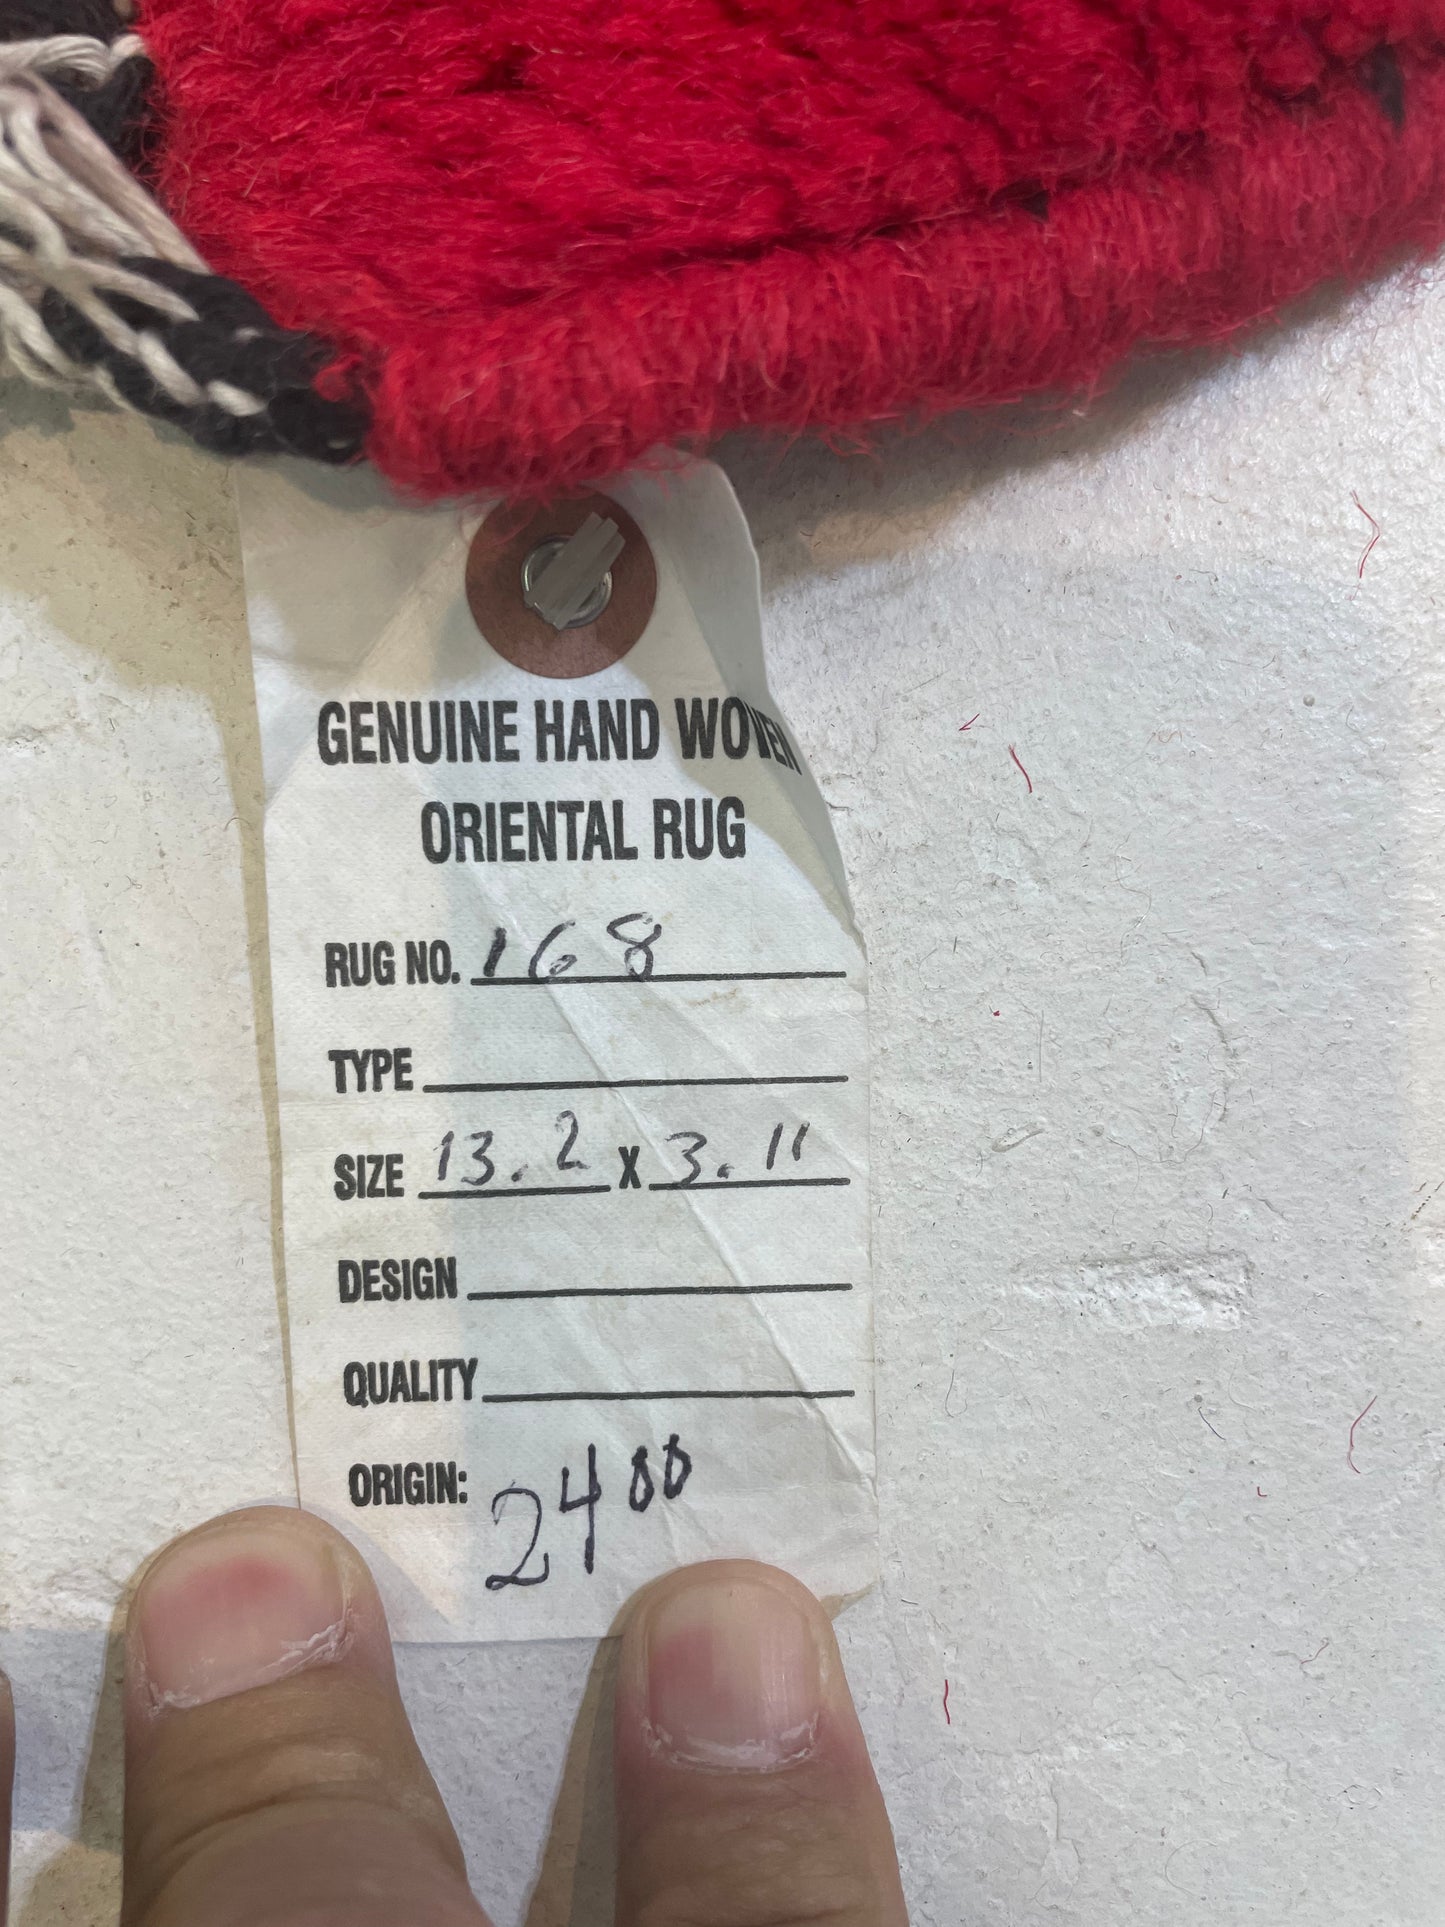 GENUINE HAND WOVEN
ORIENTAL RUG
RUG NO. 168
TYPE
SIZE 13.2 X 3.11
DESIGN
QUALITY
ORIGIN: 2400